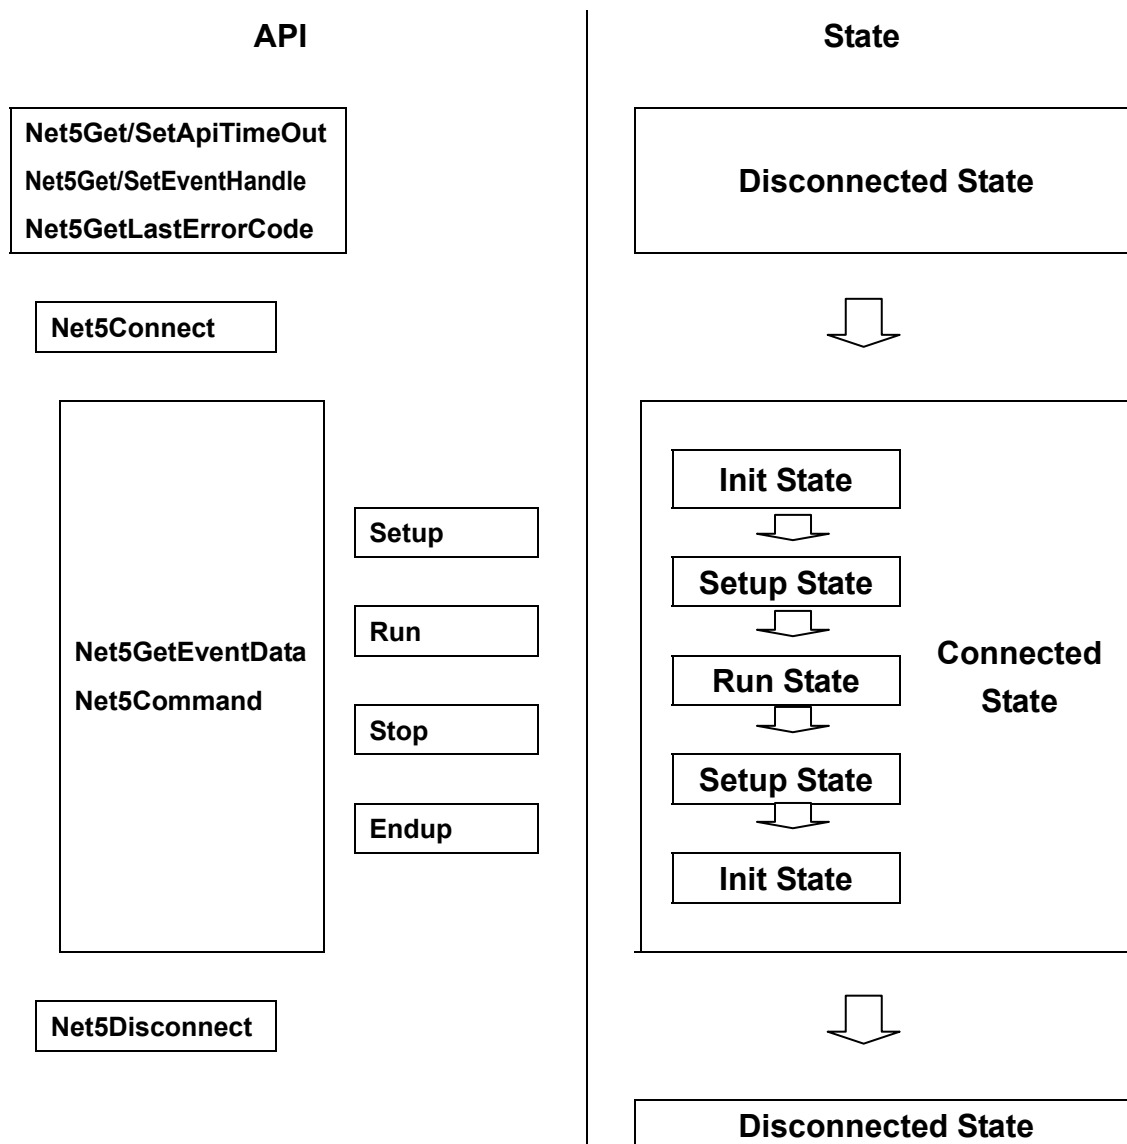 API
State
Net5Get/SetApiTimeOut
Net5Get/SetEventHandle
Net5GetLastErrorCode
Disconnected State
Net5Connect
Net5GetEventData
Net5Command
Setup
Run
Stop
Endup
Init State
Setup State
Run State
Setup State
Init State
Connected
State
Net5Disconnect
Disconnected State